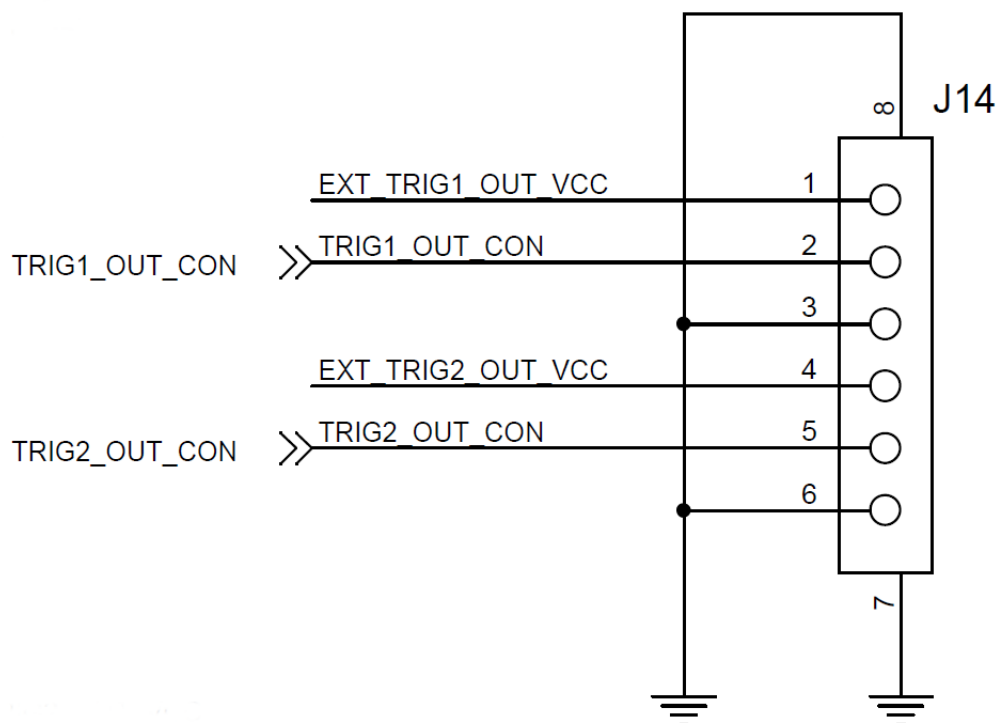 8
J14
EXT_TRIG1_OUT_VCC 1
TRIG1_OUT_CON TRIG1_OUT_CON 2
3
EXT_TRIG2_OUT_VCC 4
TRIG2_OUT_CON TRIG2_OUT_CON 5
6
7